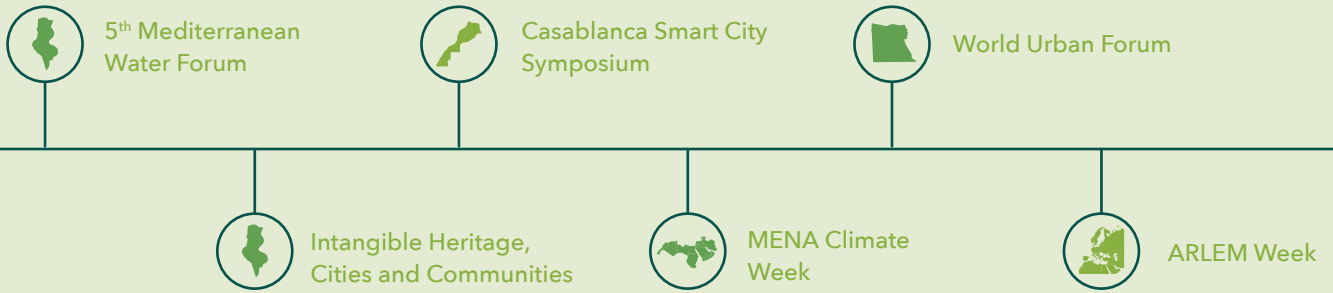 5th Mediterranean
Water Forum
Casablanca Smart City
Symposium
World Urban Forum
Intangible Heritage,
Cities and Communities
MENA Climate
Week
ARLEM Week